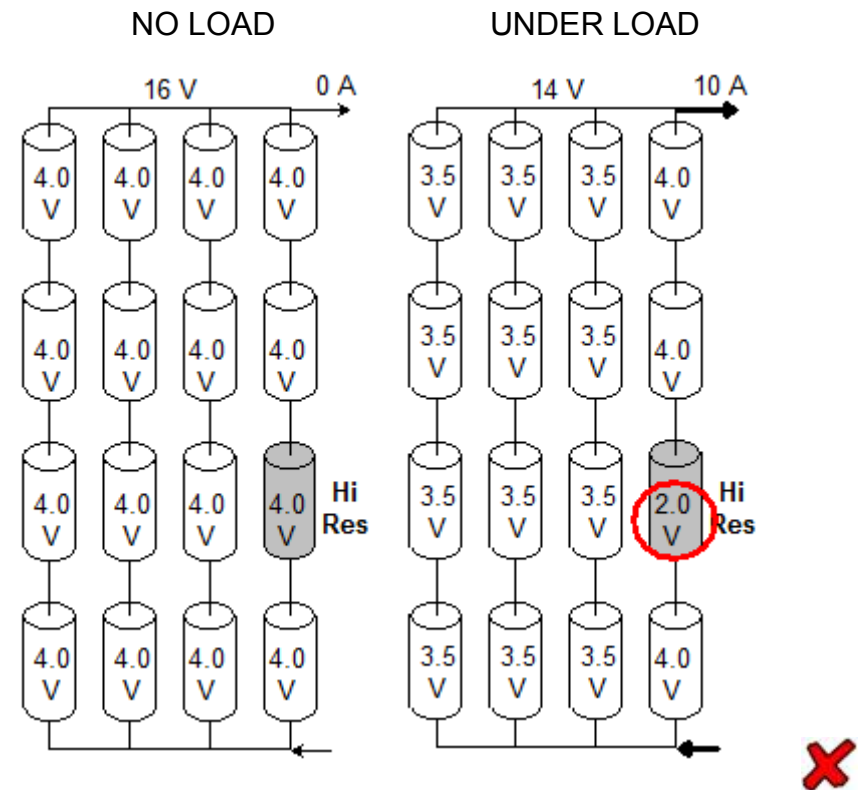 NO LOAD UNDER LOAD
16 V 0 A 14 V 10 A
4.0 4.0 4.0 4.0 3.5 3.5 3.5 4.0
V V V V V V V V
4.0 4.0 4.0 4.0 3.5 3.5 3.5 4.0
V V V V V V V V
4.0 4.0 4.0 4.0 Hi 3.5 3.5 3.5 2.0 Hi
V V V V Res V V V V Res
4.0 4.0 4.0 4.0 3.5 3.5 3.5 4.0
V V V V V V V V